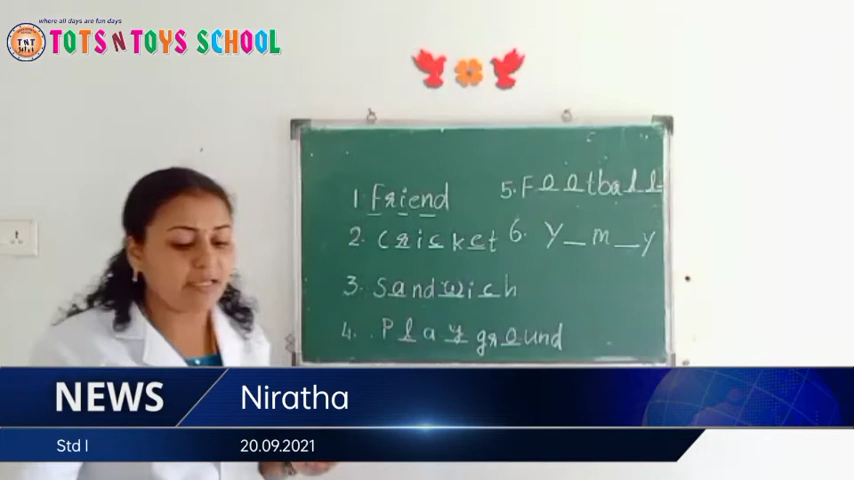 where all days are fun days
TOTS N TOYS SCHOOL
TNT
1 Friend
2. Cricket
3. Sandwich
4. Playground
5. Football
6. Y_m_y
NEWS
Niratha
Std I
20.09.2021